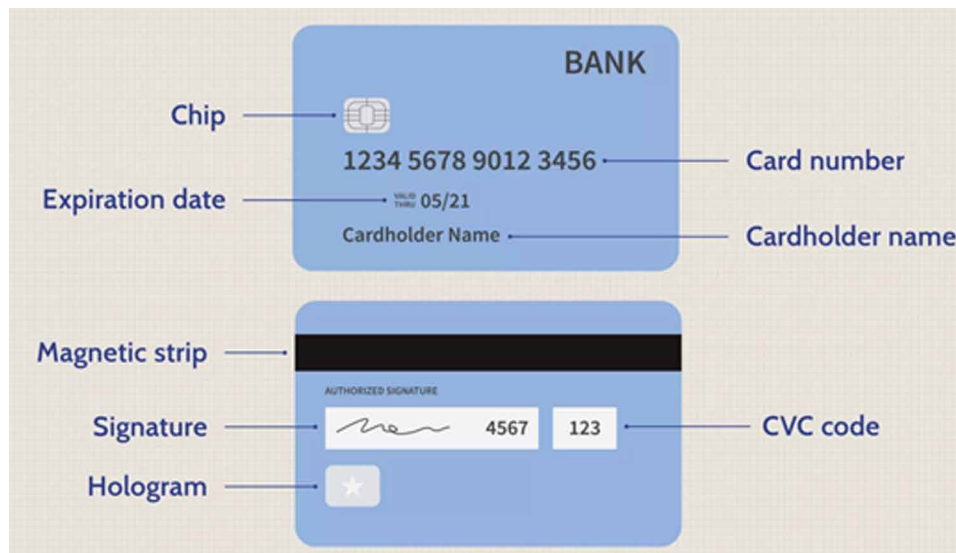 BANK
Chip
1234 5678 9012 3456
Card number
Expiration date
VALID
THRU
05/21
Cardholder Name
Cardholder name
Magnetic strip
AUTHORIZED SIGNATURE
Signature
4567
123
CVC code
Hologram